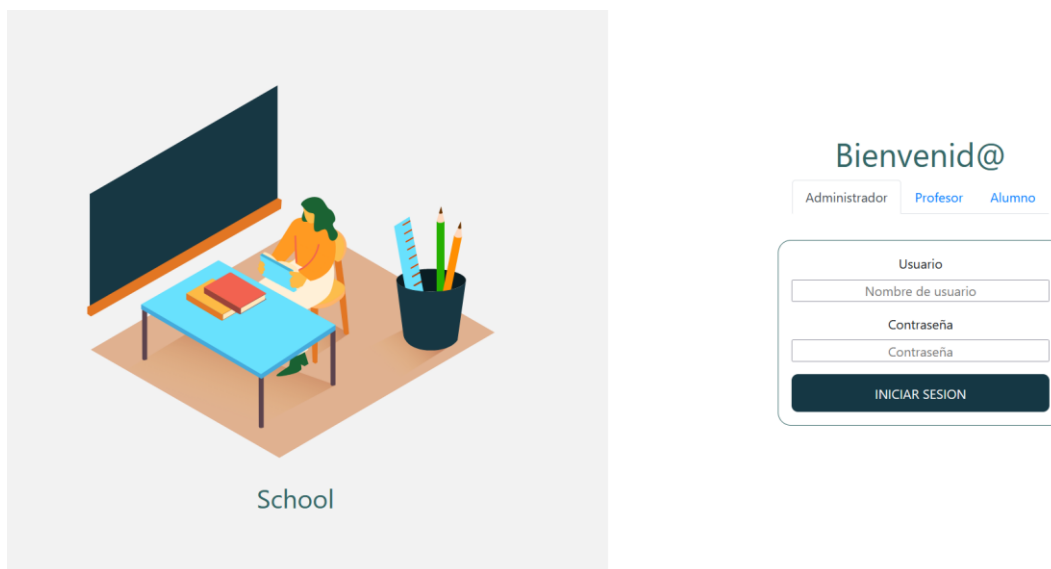 School
Bienvenid@
Administrador Profesor Alumno
Usuario
Nombre de usuario
Contraseña
Contraseña
INICIAR SESION